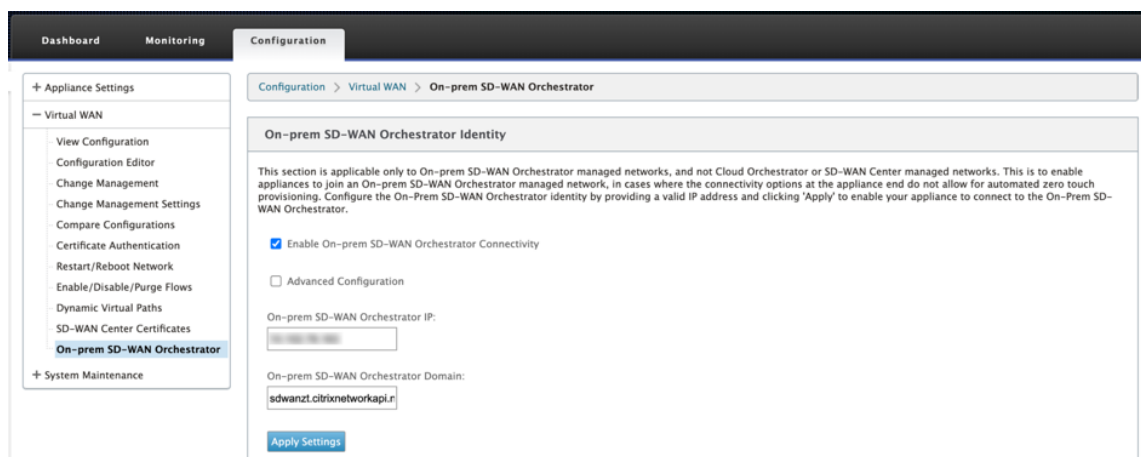 Dashboard Monitoring Configuration
+ Appliance Settings
− Virtual WAN
View Configuration
Configuration Editor
Change Management
Change Management Settings
Compare Configurations
Certificate Authentication
Restart/Reboot Network
Enable/Disable/Purge Flows
Dynamic Virtual Paths
SD-WAN Center Certificates
On-prem SD-WAN Orchestrator
+ System Maintenance
Configuration > Virtual WAN > On-prem SD-WAN Orchestrator
On-prem SD-WAN Orchestrator Identity
This section is applicable only to On-prem SD-WAN Orchestrator managed networks, and not Cloud Orchestrator or SD-WAN Center managed networks. This is to enable
appliances to join an On-prem SD-WAN Orchestrator managed network, in cases where the connectivity options at the appliance end do not allow for automated zero touch
provisioning. Configure the On-Prem SD-WAN Orchestrator identity by providing a valid IP address and clicking 'Apply' to enable your appliance to connect to the On-Prem SD-
WAN Orchestrator.
Enable On-prem SD-WAN Orchestrator Connectivity
Advanced Configuration
On-prem SD-WAN Orchestrator IP:
On-prem SD-WAN Orchestrator Domain:
sdwanzt.citrixnetworkapi.r
Apply Settings